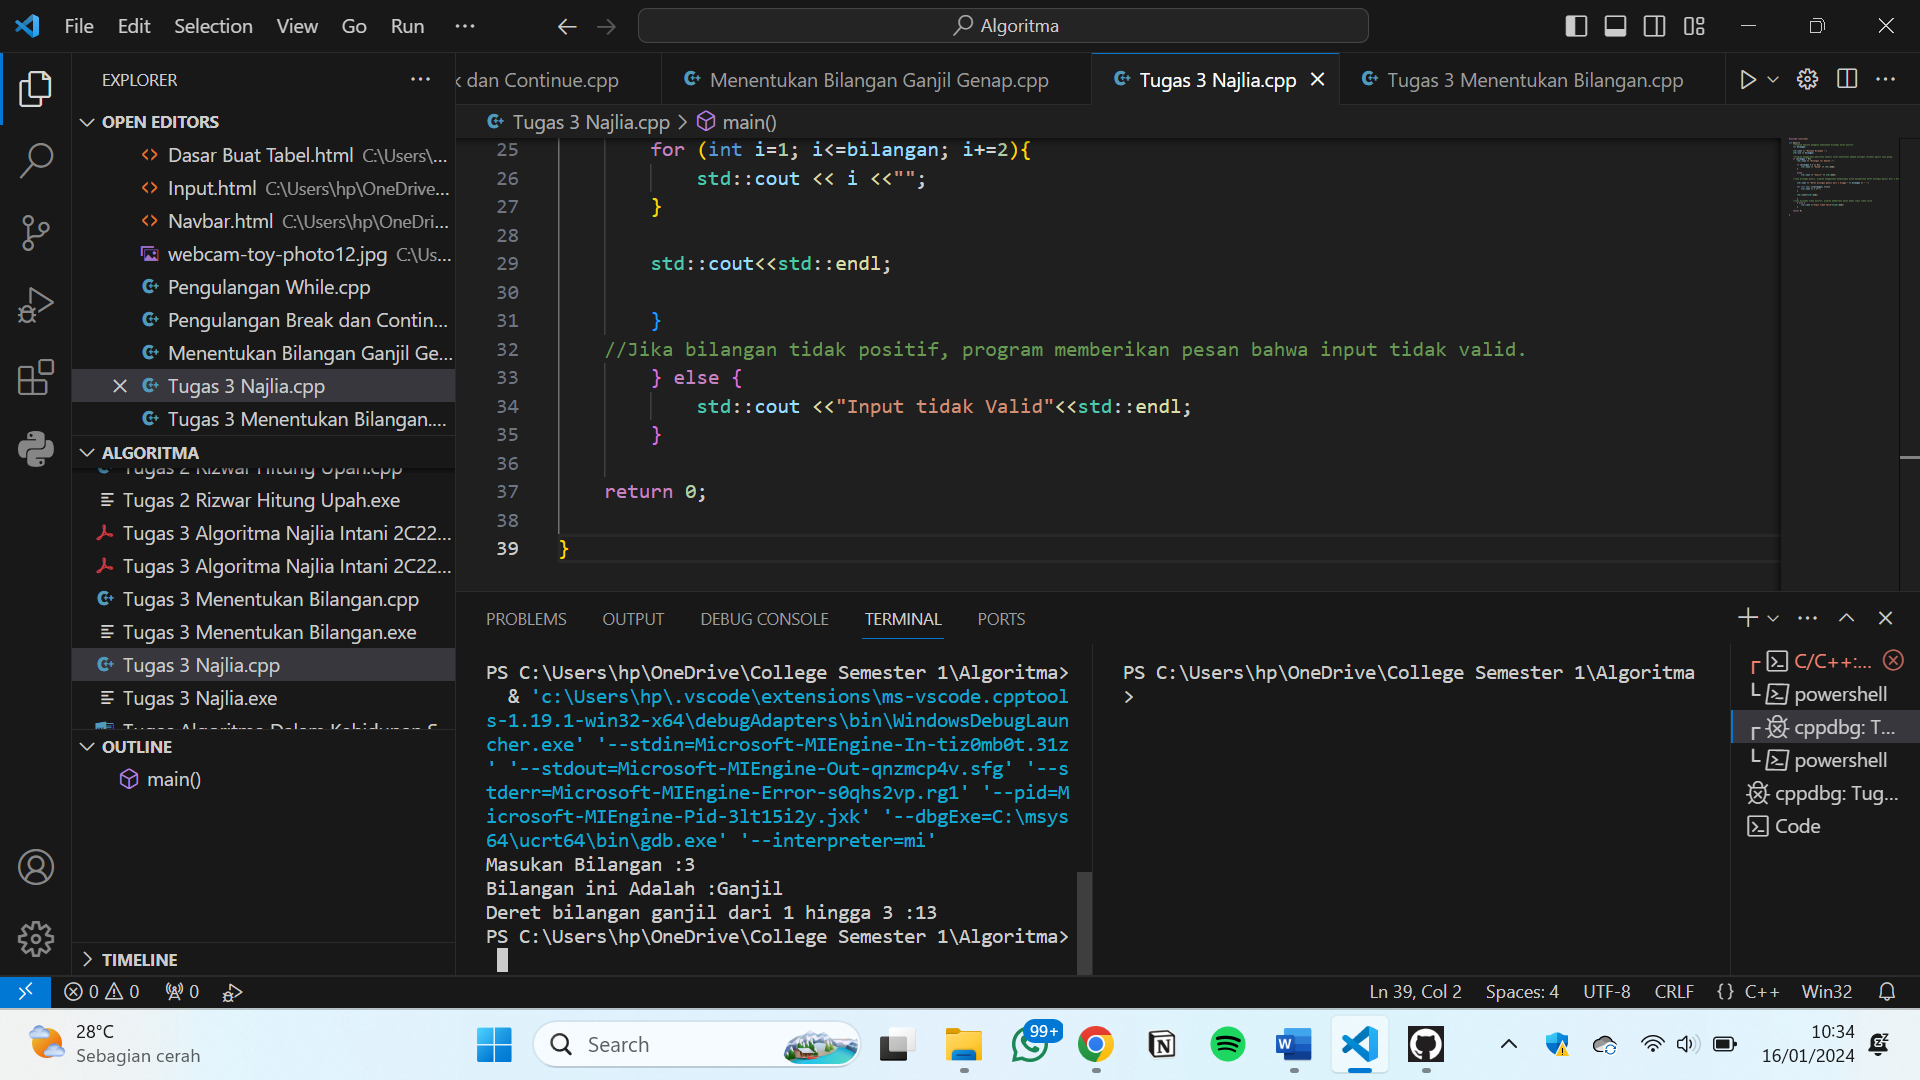 File Edit Selection View Go Run ···
Algoritma
EXPLORER
OPEN EDITORS
Dasar Buat Tabel.html C:\Users\...
Input.html C:\Users\hp\OneDrive...
Navbar.html C:\Users\hp\OneDri...
webcam-toy-photo12.jpg C:\Us...
Pengulangan While.cpp
Pengulangan Break dan Contin...
Menentukan Bilangan Ganjil Ge...
Tugas 3 Najlia.cpp
Tugas 3 Menentukan Bilangan....
ALGORITMA
Tugas 2 Rizwar Hitung Upah.cpp
Tugas 2 Rizwar Hitung Upah.exe
Tugas 3 Algoritma Najlia Intani 2C22...
Tugas 3 Algoritma Najlia Intani 2C22...
Tugas 3 Menentukan Bilangan.cpp
Tugas 3 Menentukan Bilangan.exe
Tugas 3 Najlia.cpp
Tugas 3 Najlia.exe
OUTLINE
main()
TIMELINE
dan Continue.cpp Menentukan Bilangan Ganjil Genap.cpp Tugas 3 Najlia.cpp Tugas 3 Menentukan Bilangan.cpp
Tugas 3 Najlia.cpp > main()
25 for (int i=1; i<=bilangan; i+=2){
26 std::cout << i <<"";
27 }
28
29 std::cout<<std::endl;
30
31 }
32 //Jika bilangan tidak positif, program memberikan pesan bahwa input tidak valid.
33 } else {
34 std::cout <<"Input tidak Valid"<<std::endl;
35 }
36
37 return 0;
38
39 }
PROBLEMS OUTPUT DEBUG CONSOLE TERMINAL PORTS
PS C:\Users\hp\OneDrive\College Semester 1\Algoritma>
& 'c:\Users\hp\.vscode\extensions\ms-vscode.cpptool
s-1.19.1-win32-x64\debugAdapters\bin\WindowsDebugLaun
cher.exe' '--stdin=Microsoft-MIEngine-In-tiz0mb0t.31z
' '--stdout=Microsoft-MIEngine-Out-qnzmcp4v.sfg' '--s
tderr=Microsoft-MIEngine-Error-s0qhs2vp.rg1' '--pid=M
icrosoft-MIEngine-Pid-3lt15i2y.jxk' '--dbgExe=C:\msys
64\ucrt64\bin\gdb.exe' '--interpreter=mi'
Masukan Bilangan :3
Bilangan ini Adalah :Ganjil
Deret bilangan ganjil dari 1 hingga 3 :13
PS C:\Users\hp\OneDrive\College Semester 1\Algoritma>
PS C:\Users\hp\OneDrive\College Semester 1\Algoritma
>
C/C++:...
powershell
cppdbg: T...
powershell
cppdbg: Tug...
Code
0 0 0
Ln 39, Col 2 Spaces: 4 UTF-8 CRLF {} C++ Win32
28°C
Sebagian cerah
Search
99+
10:34
16/01/2024